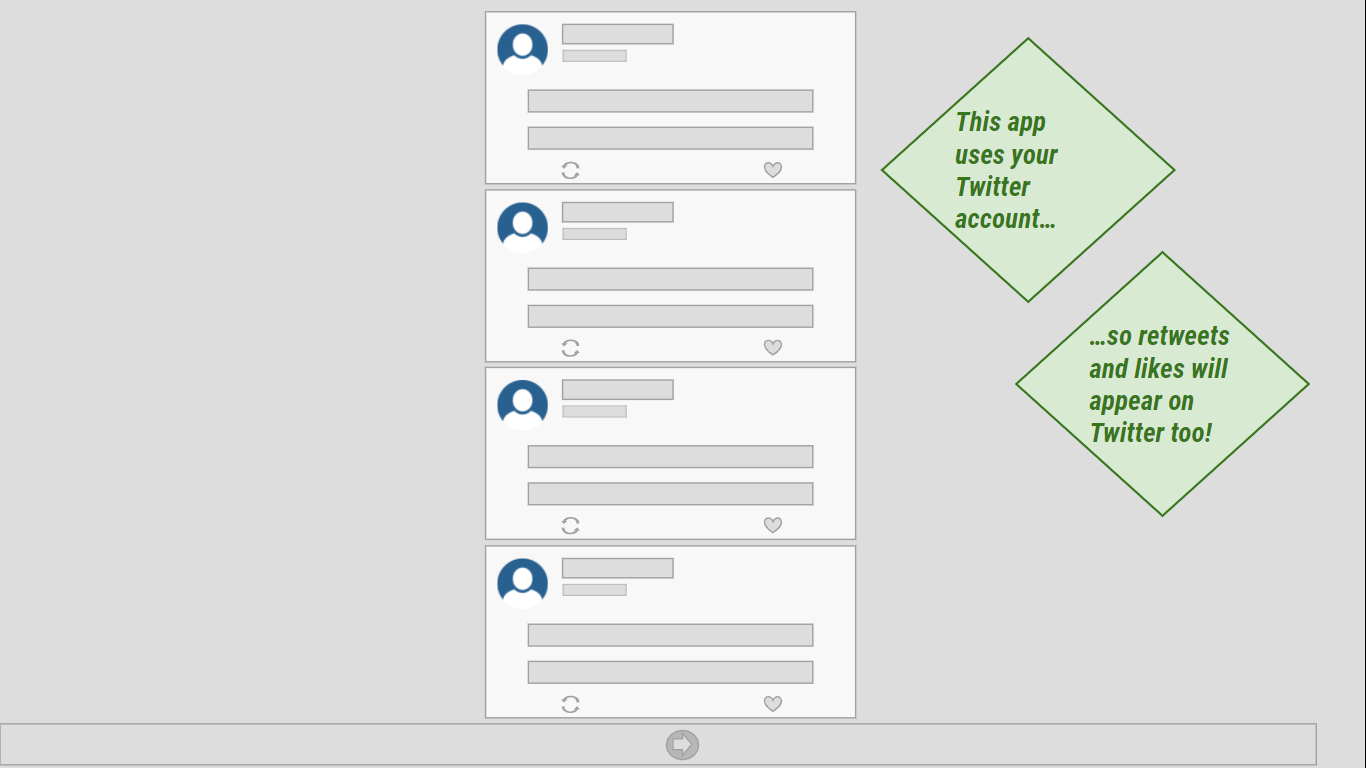 This app
uses your
Twitter
account…
…so retweets
and likes will
appear on
Twitter too!